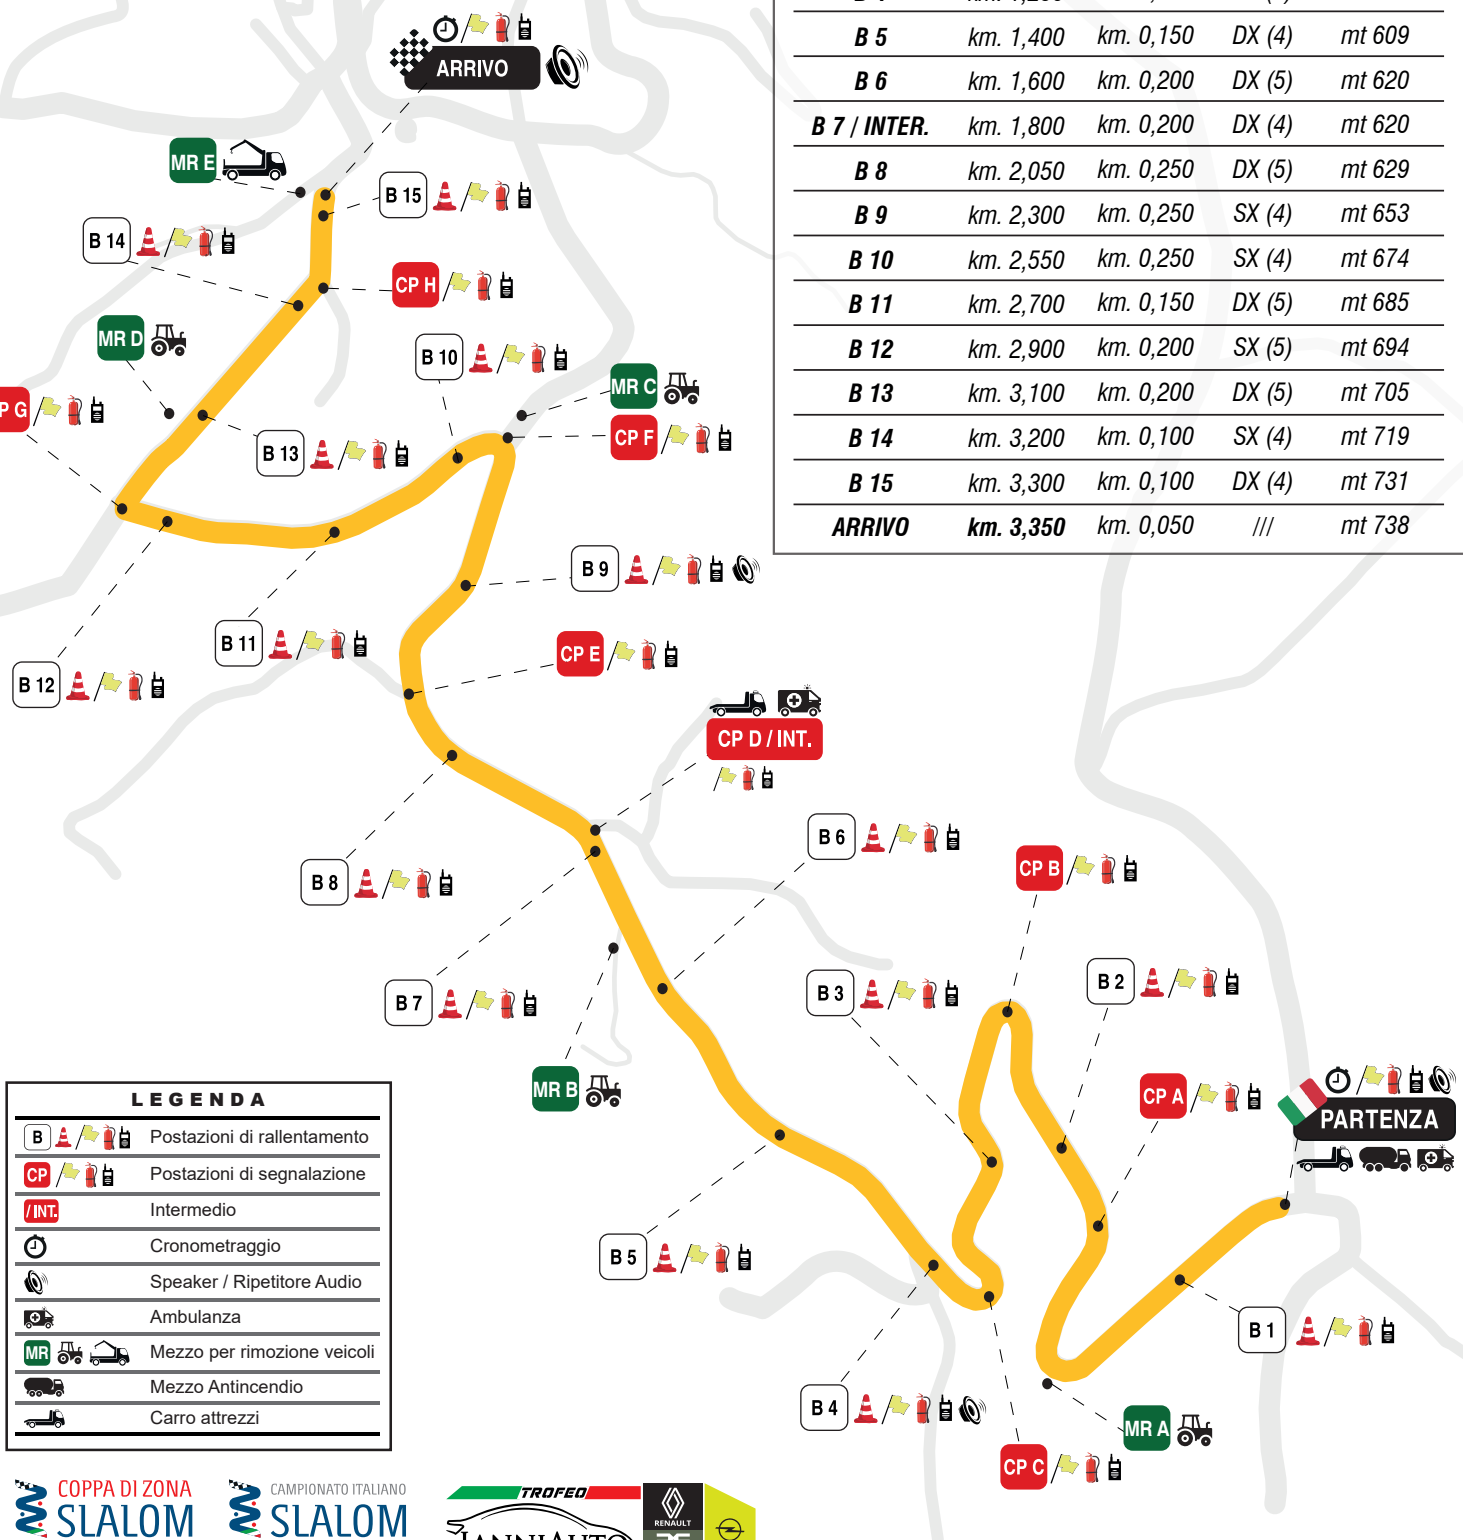 B 5 km. 1,400 km. 0,150 DX (4) mt 609
B 6 km. 1,600 km. 0,200 DX (5) mt 620
B 7 / INTER. km. 1,800 km. 0,200 DX (4) mt 620
B 8 km. 2,050 km. 0,250 DX (5) mt 629
B 9 km. 2,300 km. 0,250 SX (4) mt 653
B 10 km. 2,550 km. 0,250 SX (4) mt 674
B 11 km. 2,700 km. 0,150 DX (5) mt 685
B 12 km. 2,900 km. 0,200 SX (5) mt 694
B 13 km. 3,100 km. 0,200 DX (5) mt 705
B 14 km. 3,200 km. 0,100 SX (4) mt 719
B 15 km. 3,300 km. 0,100 DX (4) mt 731
ARRIVO km. 3,350 km. 0,050 /// mt 738
ARRIVO
MR E
B 15
B 14
CP H
MR D
B 10
MR C
P G
CP F
B 13
B 9
B 11
CP E
B 12
CP D / INT.
B 6
CP B
B 8
B 2
B 3
B 7
MR B
CP A
PARTENZA
B 5
B 1
B 4
MR A
CP C
LEGENDA
B Postazioni di rallentamento
CP Postazioni di segnalazione
/ INT. Intermedio
Cronometraggio
Speaker / Ripetitore Audio
Ambulanza
MR Mezzo per rimozione veicoli
Mezzo Antincendio
Carro attrezzi
COPPA DI ZONA
SLALOM
CAMPIONATO ITALIANO
SLALOM
TROFEO
IANNIAUTO
RENAULT